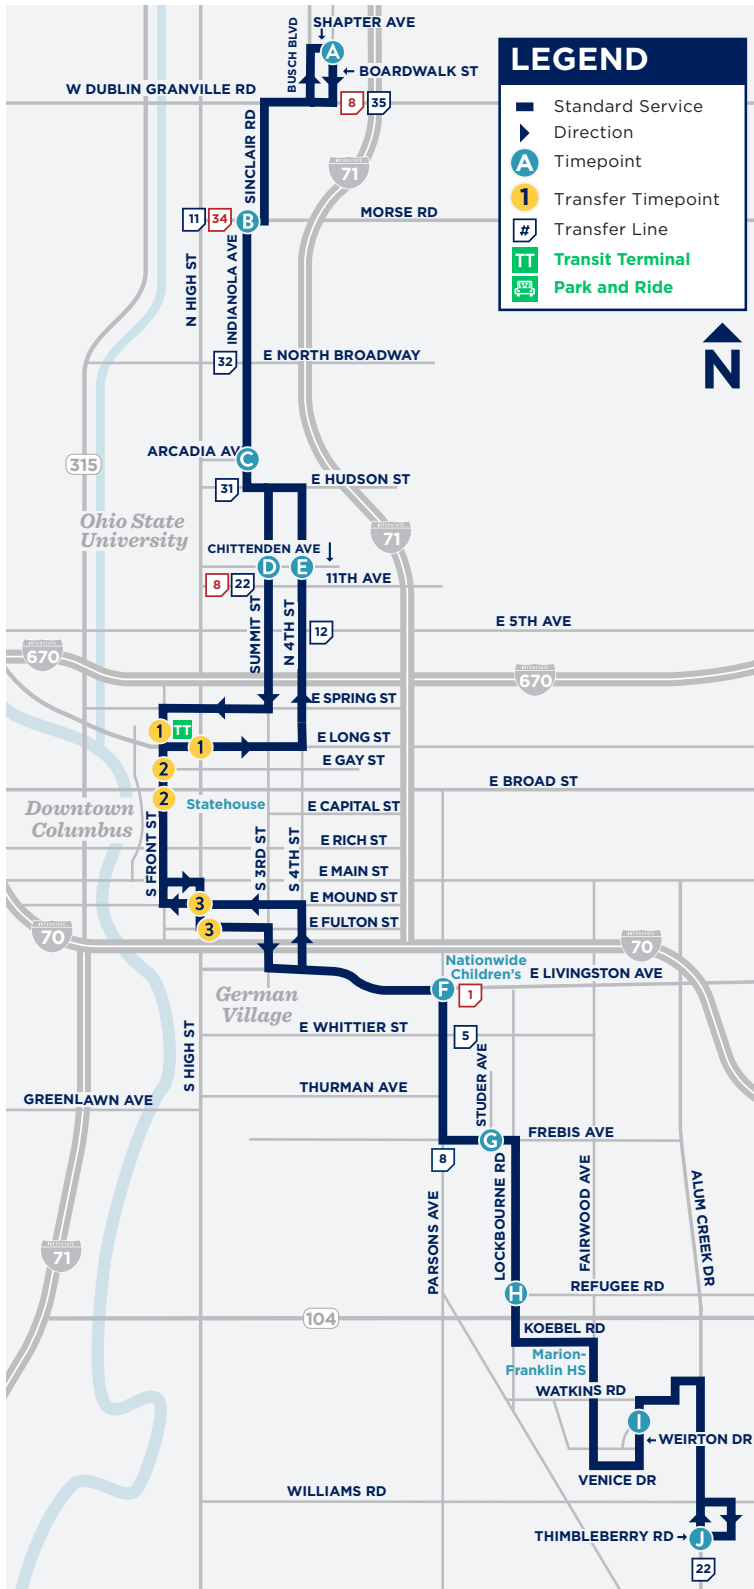 SHAPTER AVE
BUSCH BLVD
A
BOARDWALK ST
W DUBLIN GRANVILLE RD
8
35
SINCLAIR RD
INTERSTATE
71
LEGEND
Standard Service
Direction
A
Timepoint
1
Transfer Timepoint
#
Transfer Line
TT
Transit Terminal
Park and Ride
N
11
34
B
MORSE RD
N HIGH ST
INDIANOLA AVE
32
E NORTH BROADWAY
ARCADIA AV
C
315
31
E HUDSON ST
Ohio State
University
INTERSTATE
71
CHITTENDEN AVE
D
E
8
22
11TH AVE
SUMMIT ST
N 4TH ST
12
E 5TH AVE
INTERSTATE
670
INTERSTATE
670
E SPRING ST
1
TT
1
E LONG ST
2
E GAY ST
E BROAD ST
2
Statehouse
Downtown
Columbus
E CAPITAL ST
S FRONT ST
S 3RD ST
S 4TH ST
E RICH ST
E MAIN ST
3
E MOUND ST
3
E FULTON ST
INTERSTATE
70
INTERSTATE
70
Nationwide
Children's
E LIVINGSTON AVE
F
1
German
Village
E WHITTIER ST
5
S HIGH ST
STUDER AVE
THURMAN AVE
GREENLAWN AVE
G
FREBIS AVE
8
PARSONS AVE
LOCKBOURNE RD
FAIRWOOD AVE
ALUM CREEK DR
INTERSTATE
71
H
REFUGEE RD
104
KOEBEL RD
Marion-
Franklin HS
WATKINS RD
I
WEIRTON DR
VENICE DR
WILLIAMS RD
THIMBLEBERRY RD
J
22